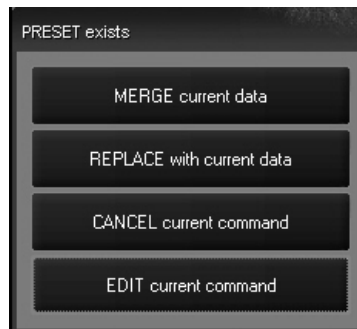 PRESET exists
MERGE current data
REPLACE with current data
CANCEL current command
EDIT current command